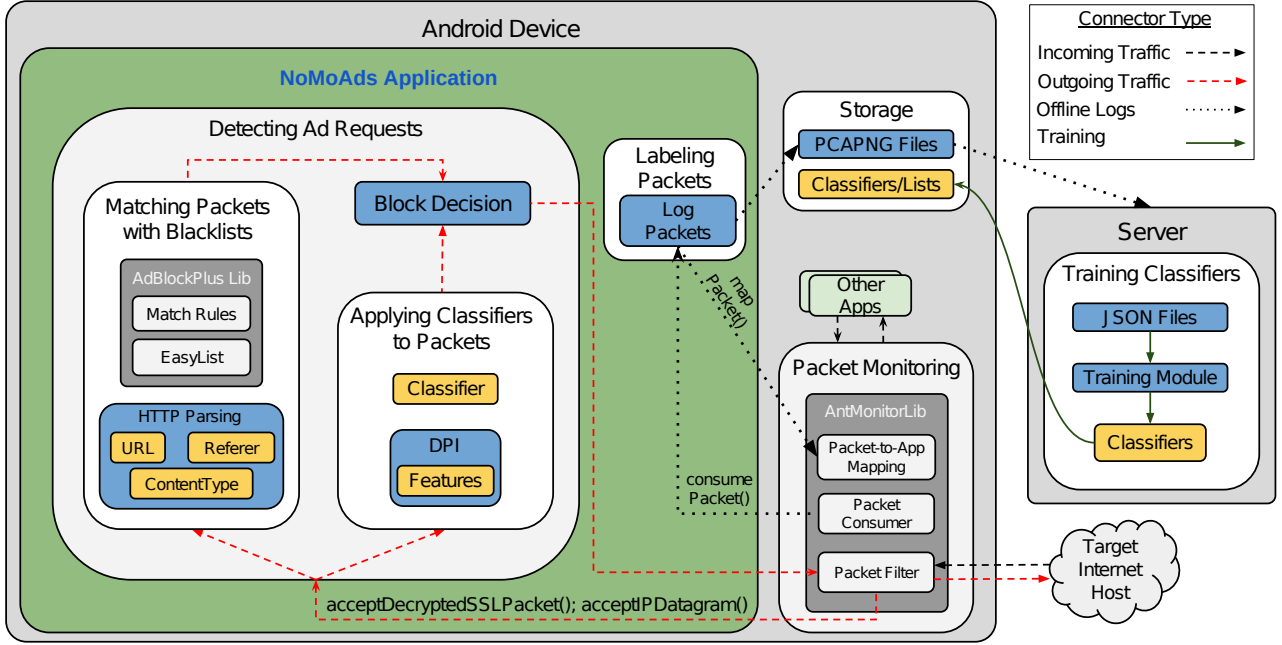 Android Device
NoMoAds Application
Detecting Ad Requests
Matching Packets
with Blacklists
AdBlockPlus Lib
Match Rules
EasyList
HTTP Parsing
URL
Referer
ContentType
Block Decision
Applying Classifiers
to Packets
Classifier
DPI
Features
acceptDecryptedSSLPacket(); acceptIPDatagram()
Labeling
Packets
Log
Packets
map
Packet()
consume
Packet()
Storage
PCAPNG Files
Classifiers/Lists
Other
Apps
Packet Monitoring
AntMonitorLib
Packet-to-App
Mapping
Packet
Consumer
Packet Filter
Connector Type
Incoming Traffic
Outgoing Traffic
Offline Logs
Training
Server
Training Classifiers
JSON Files
Training Module
Classifiers
Target
Internet
Host